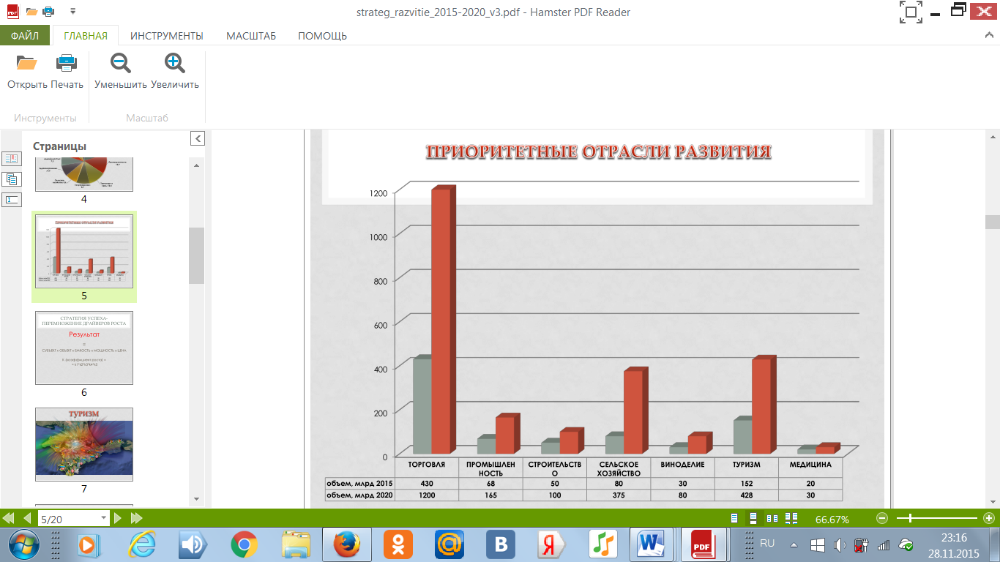 strateg_razvitie_2015-2020_v3.pdf - Hamster PDF Reader
ФАЙЛ ГЛАВНАЯ ИНСТРУМЕНТЫ МАСШТАБ ПОМОЩЬ
Открыть Печать Уменьшить Увеличить
Инструменты Масштаб
Страницы
4
ПРИОРИТЕТНЫЕ ОТРАСЛИ РАЗВИТИЯ
5
СТРАТЕГИЯ УСПЕХА-
ПЕРЕМНОЖЕНИЕ ДРАЙВЕРОВ РОСТА
Результат
=
СУБЪЕКТ х ОБЪЕКТ х ЕМКОСТЬ х МОЩНОСТЬ х ЦЕНА
6
ТУРИЗМ
7
ПРИОРИТЕТНЫЕ ОТРАСЛИ РАЗВИТИЯ
1200
1000
800
600
400
200
0
ТОРГОВЛЯ ПРОМЫШЛЕН СТРОИТЕЛЬСТВ СЕЛЬСКОЕ ВИНОДЕЛИЕ ТУРИЗМ МЕДИЦИНА
НОСТЬ О ХОЗЯЙСТВО
объем, млрд 2015 430 68 50 80 30 152 20
объем, млрд 2020 1200 165 100 375 80 428 30
5/20 66.67%
RU 23:16
28.11.2015